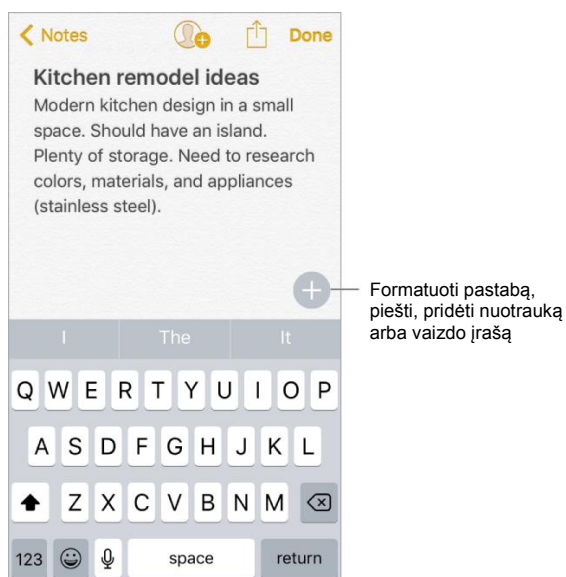 Notes Done
Kitchen remodel ideas
Modern kitchen design in a small
space. Should have an island.
Plenty of storage. Need to research
colors, materials, and appliances
(stainless steel).
Formatuoti pastabą,
piešti, pridėti nuotrauką
arba vaizdo įrašą
I The It
Q W E R T Y U I O P
A S D F G H J K L
Z X C V B N M
123 space return